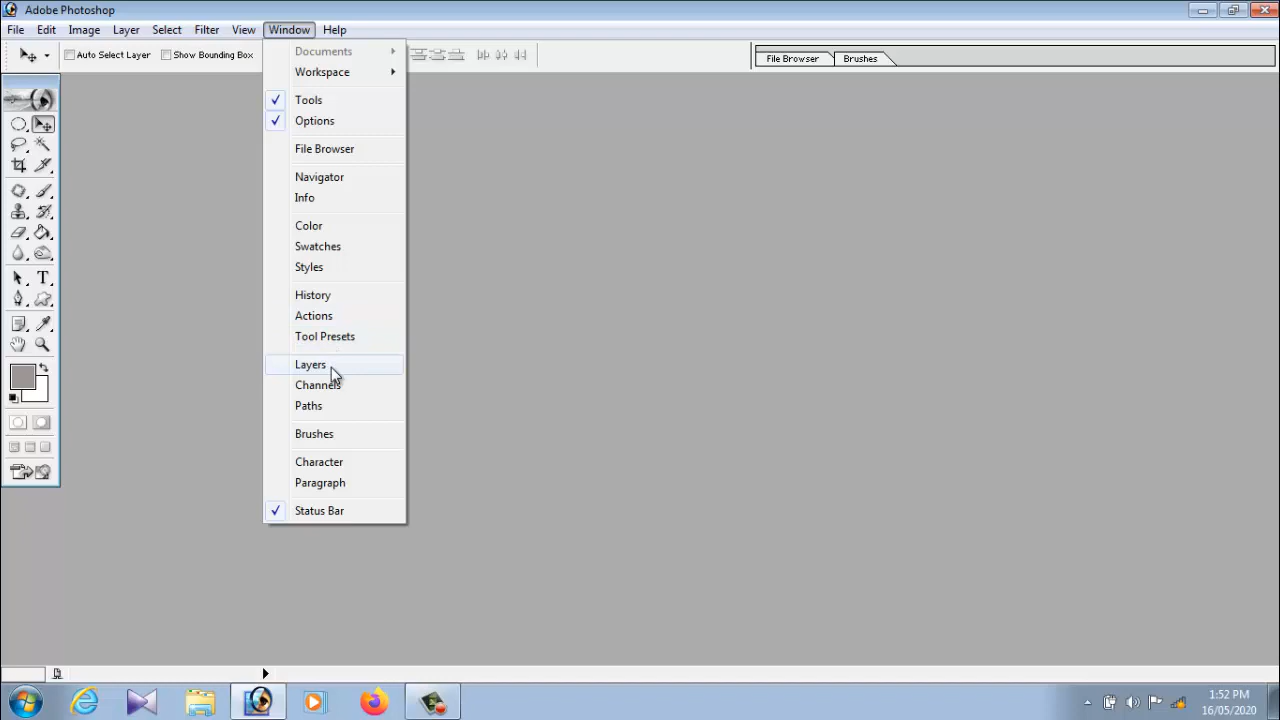 Adobe Photoshop
File Edit Image Layer Select Filter View Window Help
Auto Select Layer Show Bounding Box
File Browser Brushes
Documents
Workspace
Tools
Options
File Browser
Navigator
Info
Color
Swatches
Styles
History
Actions
Tool Presets
Layers
Channels
Paths
Brushes
Character
Paragraph
Status Bar
1:52 PM
16/05/2020